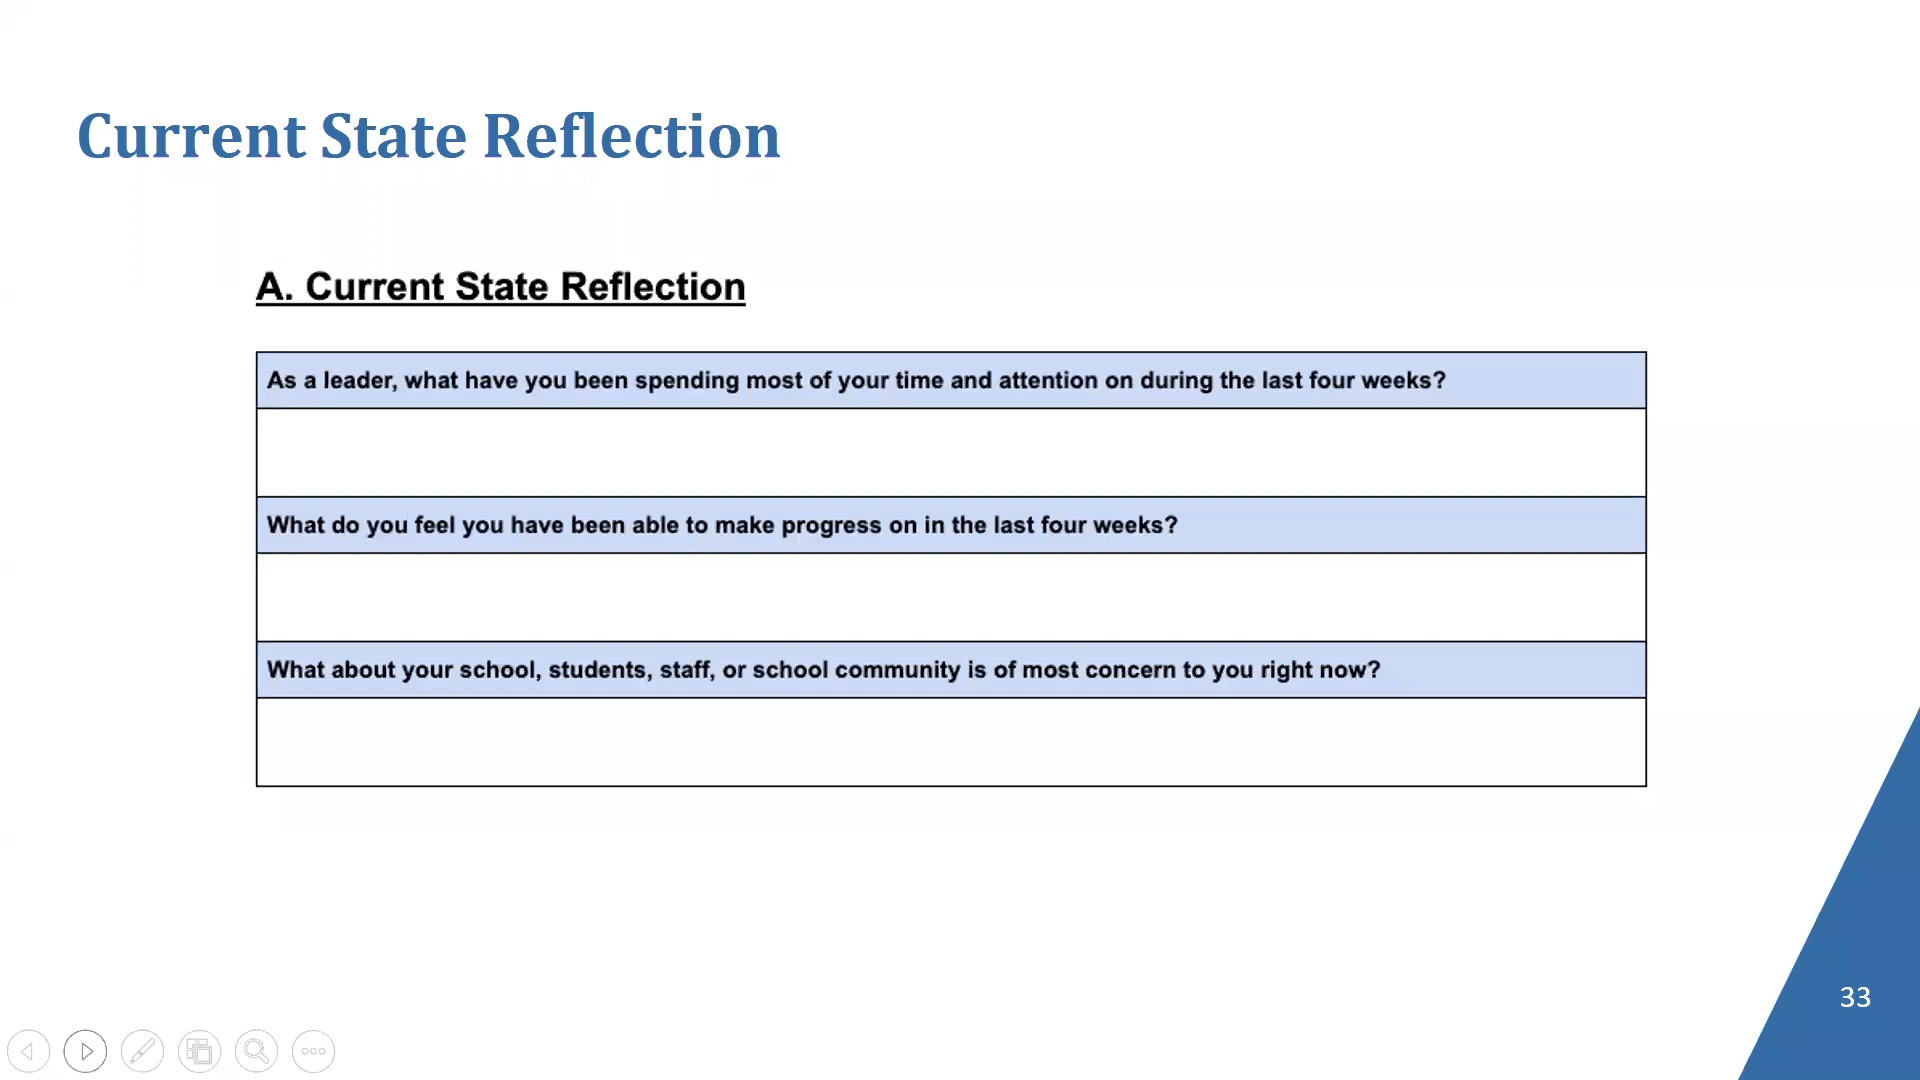 Current State Reflection
A. Current State Reflection
As a leader, what have you been spending most of your time and attention on during the last four weeks?
What do you feel you have been able to make progress on in the last four weeks?
What about your school, students, staff, or school community is of most concern to you right now?
33